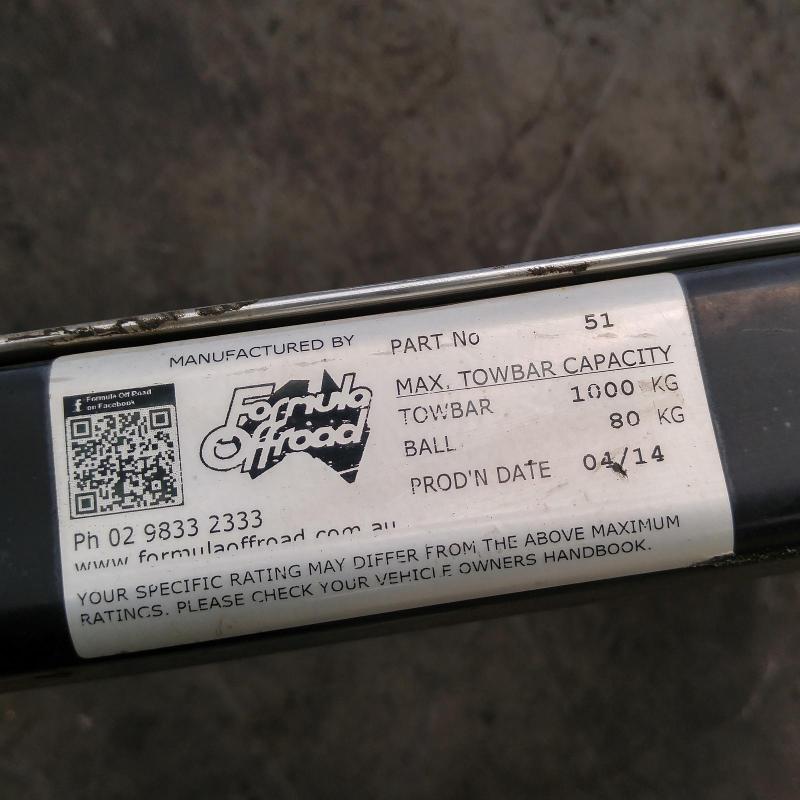 MANUFACTURED BY
Formula Off Road
on Facebook
Formula
Offroad
Ph 02 9833 2333
www.formulaoffroad.com.au
PART No 51
MAX. TOWBAR CAPACITY
TOWBAR 1000 KG
BALL 80 KG
PROD'N DATE 04/14
YOUR SPECIFIC RATING MAY DIFFER FROM THE ABOVE MAXIMUM
RATINGS. PLEASE CHECK YOUR VEHICLE OWNERS HANDBOOK.